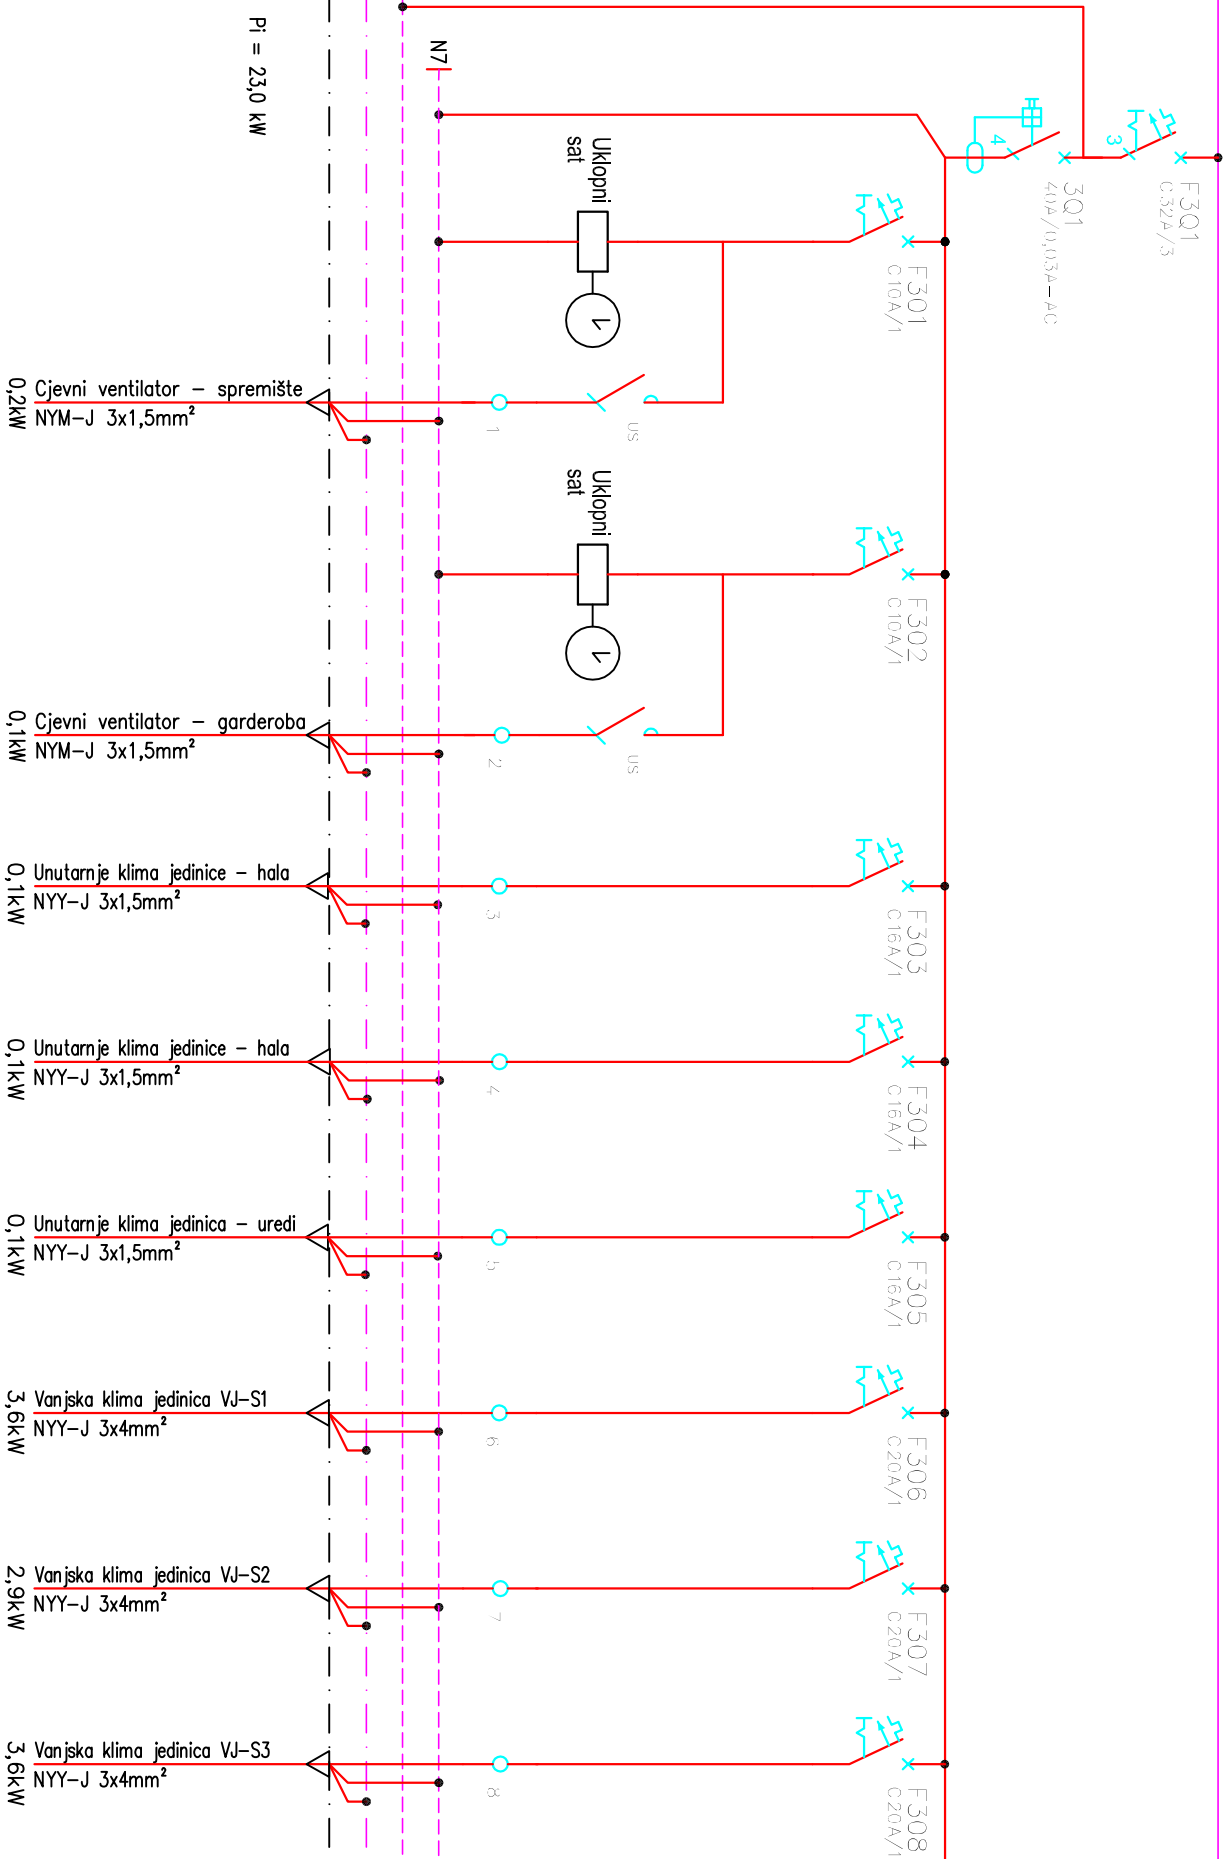 Pi = 23,0 kW
N7
3
F3Q1
C32A/3
4
3Q1
40A/0,03A-AC
Uklopni
sat
1
F301
C10A/1
US
1
Cjevni ventilator - spremište
NYM-J 3x1,5mm²
0,2kW
Uklopni
sat
1
F302
C10A/1
US
2
Cjevni ventilator - garderoba
NYM-J 3x1,5mm²
0,1kW
F303
C16A/1
3
Unutarnje klima jedinice - hala
NYY-J 3x1,5mm²
0,1kW
F304
C16A/1
4
Unutarnje klima jedinice - hala
NYY-J 3x1,5mm²
0,1kW
F305
C16A/1
5
Unutarnje klima jedinica - uredi
NYY-J 3x1,5mm²
0,1kW
F306
C20A/1
6
Vanjska klima jedinica VJ-S1
NYY-J 3x4mm²
3,6kW
F307
C20A/1
7
Vanjska klima jedinica VJ-S2
NYY-J 3x4mm²
2,9kW
F308
C20A/1
8
Vanjska klima jedinica VJ-S3
NYY-J 3x4mm²
3,6kW